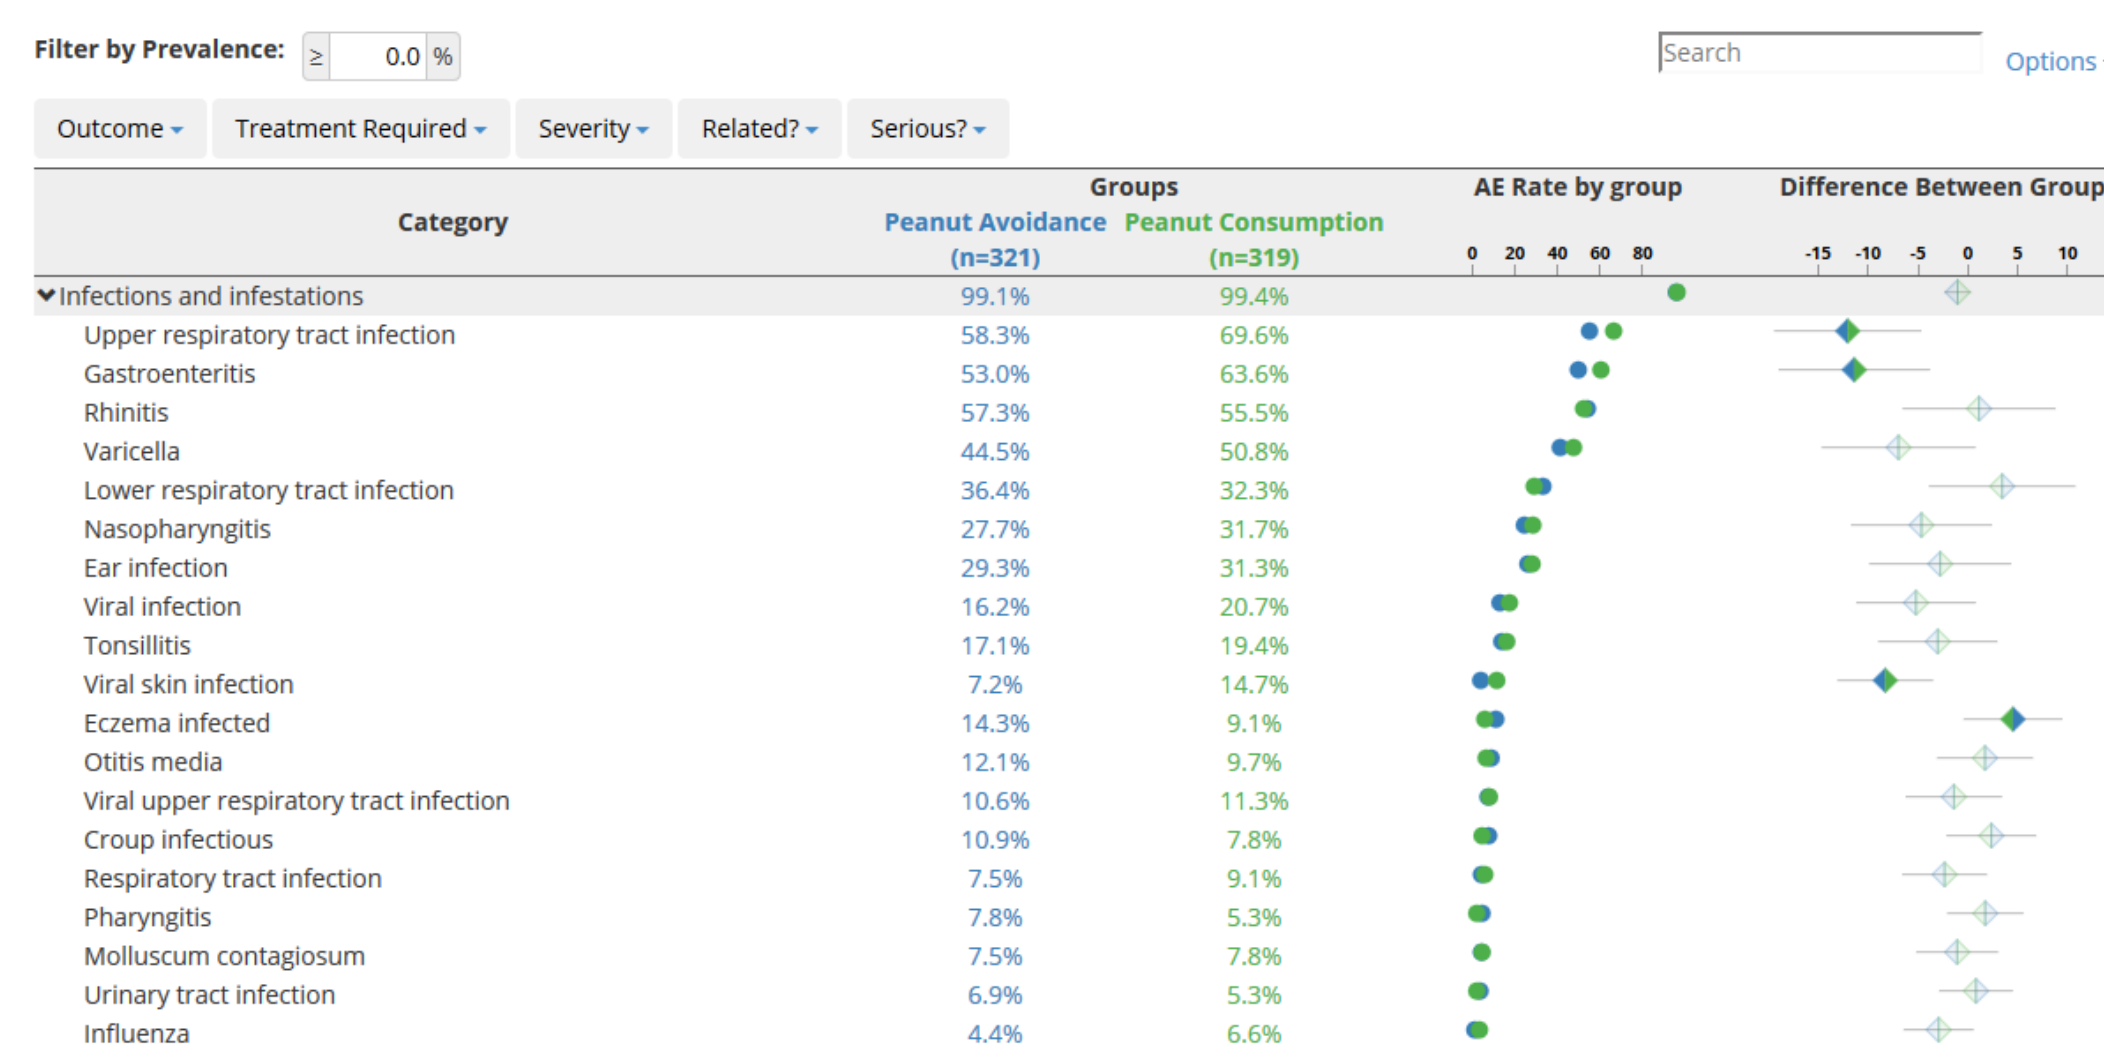 Filter by Prevalence: ≥ 0.0 % Search Options
Outcome Treatment Required Severity Related? Serious?
Groups AE Rate by group Difference Between Group
Category Peanut Avoidance Peanut Consumption
(n=321) (n=319) 0 20 40 60 80 -15 -10 -5 0 5 10
Infections and infestations 99.1% 99.4%
Upper respiratory tract infection 58.3% 69.6%
Gastroenteritis 53.0% 63.6%
Rhinitis 57.3% 55.5%
Varicella 44.5% 50.8%
Lower respiratory tract infection 36.4% 32.3%
Nasopharyngitis 27.7% 31.7%
Ear infection 29.3% 31.3%
Viral infection 16.2% 20.7%
Tonsillitis 17.1% 19.4%
Viral skin infection 7.2% 14.7%
Eczema infected 14.3% 9.1%
Otitis media 12.1% 9.7%
Viral upper respiratory tract infection 10.6% 11.3%
Croup infectious 10.9% 7.8%
Respiratory tract infection 7.5% 9.1%
Pharyngitis 7.8% 5.3%
Molluscum contagiosum 7.5% 7.8%
Urinary tract infection 6.9% 5.3%
Influenza 4.4% 6.6%